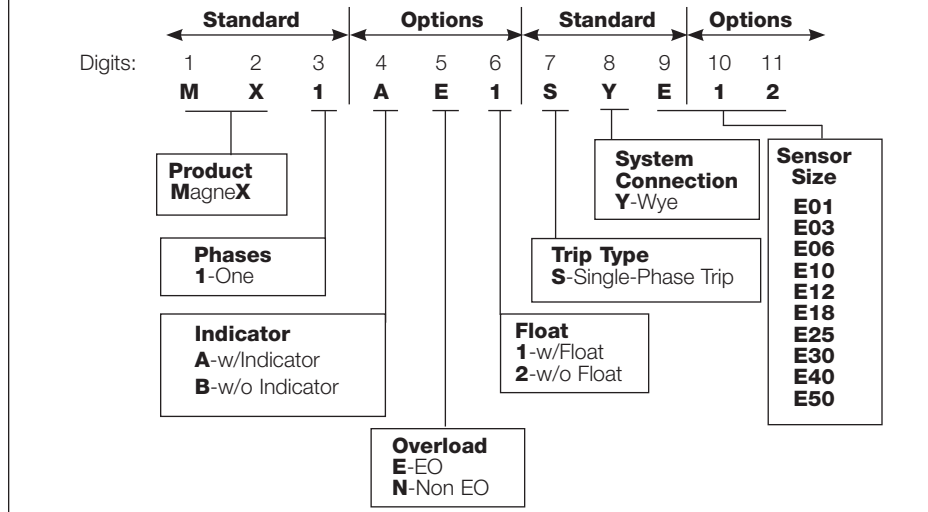 Standard Options Standard Options
Digits: 1 2 3 4 5 6 7 8 9 10 11
M X 1 A E 1 S Y E 1 2
Product
MagneX
Phases
1-One
Indicator
A-w/Indicator
B-w/o Indicator
Overload
E-EO
N-Non EO
Float
1-w/Float
2-w/o Float
Trip Type
S-Single-Phase Trip
System
Connection
Y-Wye
Sensor
Size
E01
E03
E06
E10
E12
E18
E25
E30
E40
E50